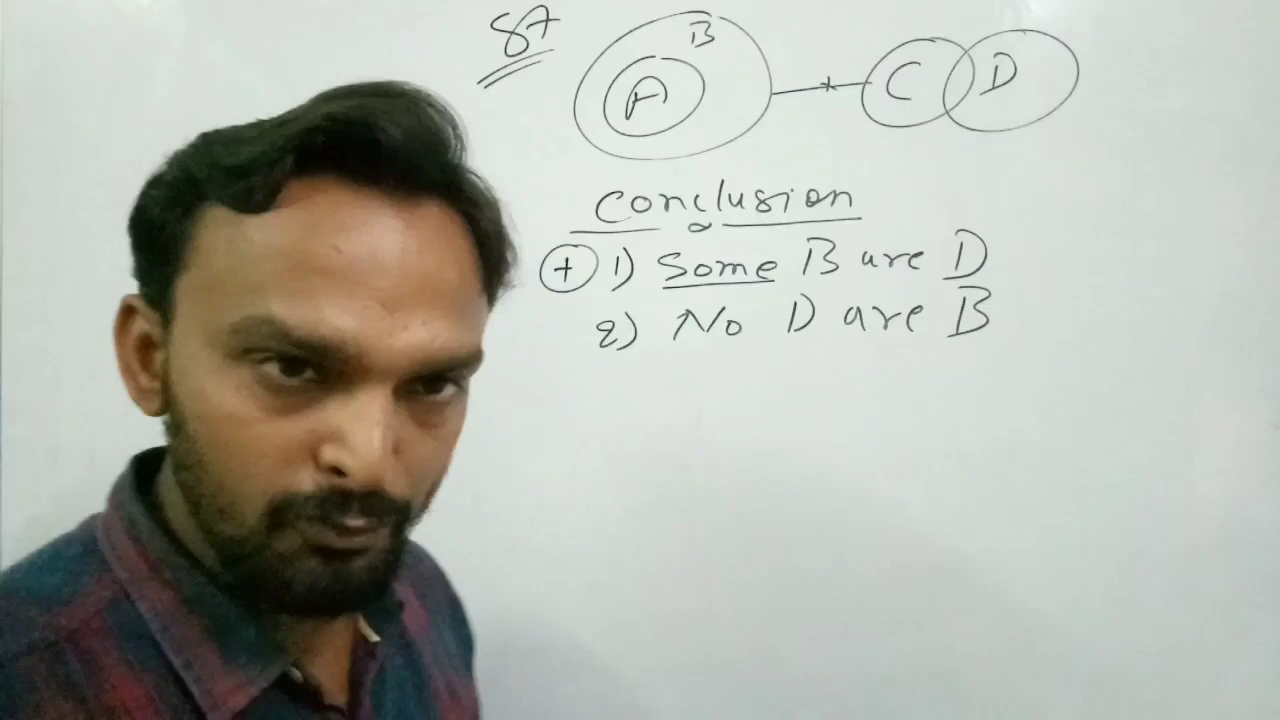 87
B
A
C D
Conclusion
+ 1) Some B are D
2) No D are B